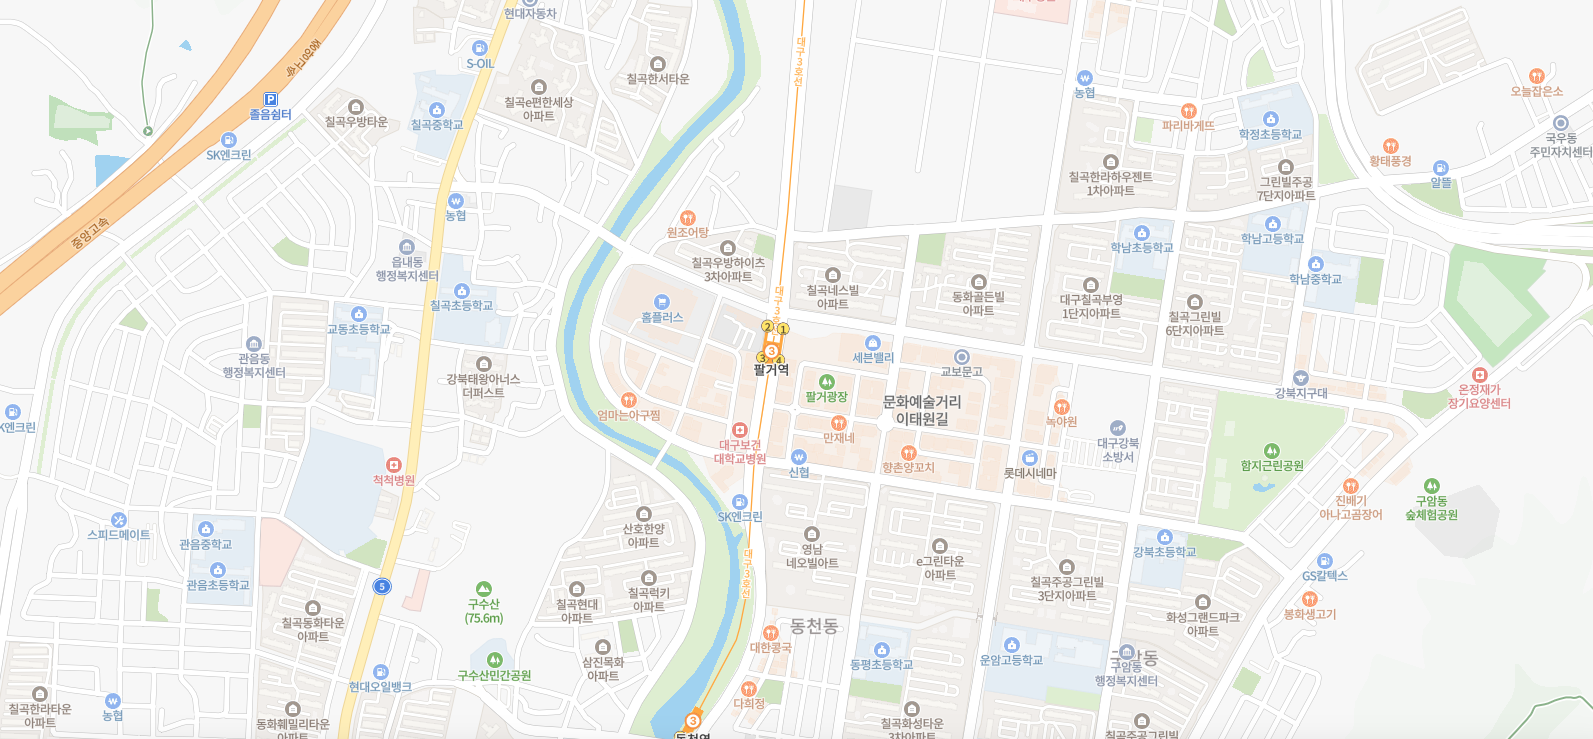 현대자동차
대구3호선
중앙고속
S-OIL
칠곡한서타운
칠곡e편한세상
아파트
농협
오늘잡은소
졸음쉼터
칠곡우방타운
칠곡중학교
파리바게뜨
학정초등학교
국우동
주민자치센터
SK엔크린
황태풍경
알뜰
칠곡한라하우젠트
1차아파트
그린빌주공
7단지아파트
농협
원조어탕
중앙고속
학남초등학교
학남고등학교
읍내동
행정복지센터
칠곡우방하이츠
3차아파트
학남중학교
칠곡네스빌
아파트
동화골든빌
아파트
대구칠곡부영
1단지아파트
칠곡그린빌
6단지아파트
칠곡초등학교
홈플러스
대구3호
교동초등학교
2
1
3
3
4
팔거역
세븐밸리
교보문고
관음동
행정복지센터
강북태왕아너스
더퍼스트
팔거광장
강북지구대
온정재가
장기요양센터
문화예술거리
이태원길
엄마는아구찜
K엔크린
만재네
녹야원
대구보건
대학교병원
대구강북
소방서
신협
향촌양꼬치
롯데시네마
함지근린공원
척척병원
진배기
아나고곰장어
구암동
숲체험공원
SK엔크린
스피드메이트
관음중학교
산호한양
아파트
영남
네오빌아트
e그린타운
아파트
강북초등학교
대구3호선
관음초등학교
칠곡주공그린빌
3단지아파트
GS칼텍스
5
구수산
(75.6m)
칠곡현대
아파트
칠곡럭키
아파트
봉화생고기
칠곡동화타운
아파트
화성그랜드파크
아파트
동천동
대한콩국
구수산민간공원
삼진목화
아파트
동평초등학교
운암고등학교
구암동
구암동
행정복지센터
현대오일뱅크
칠곡한라타운
아파트
농협
다희정
동화훼밀리타운
아파트
칠곡화성타운
3차아파트
3
동천역
칠곡주공그린빌